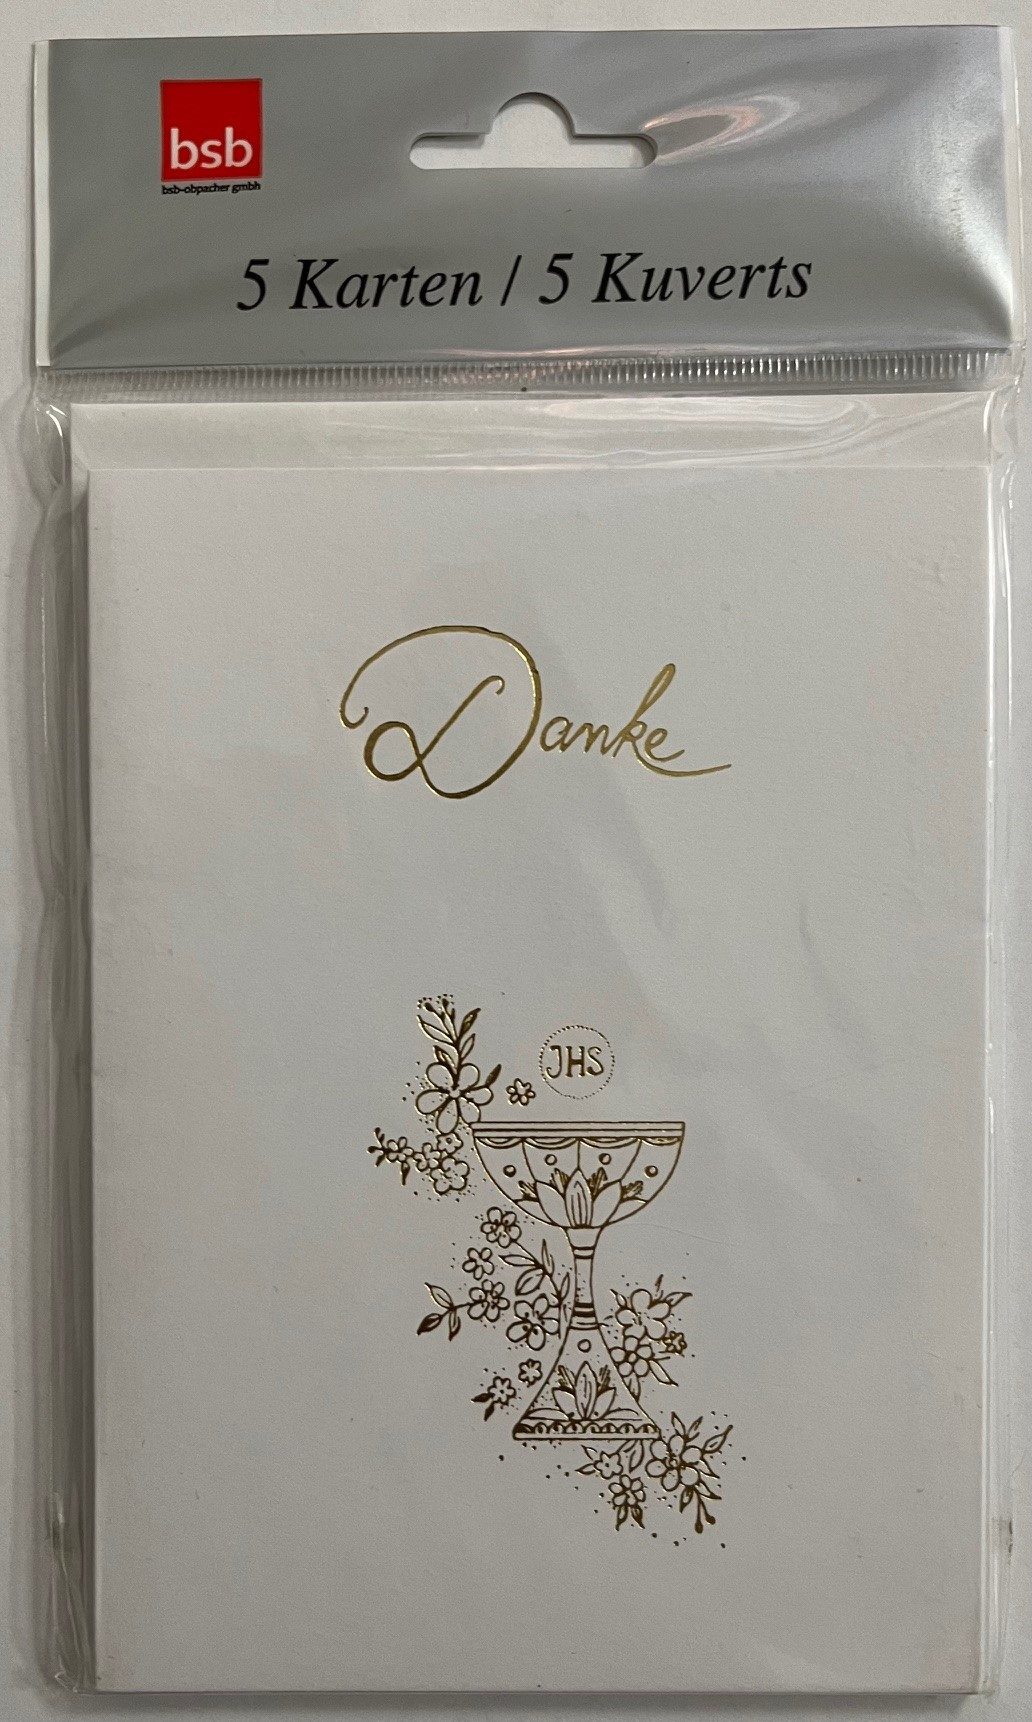 bsb
bsb-obpacher gmbh
5 Karten / 5 Kuverts
Danke
JHS